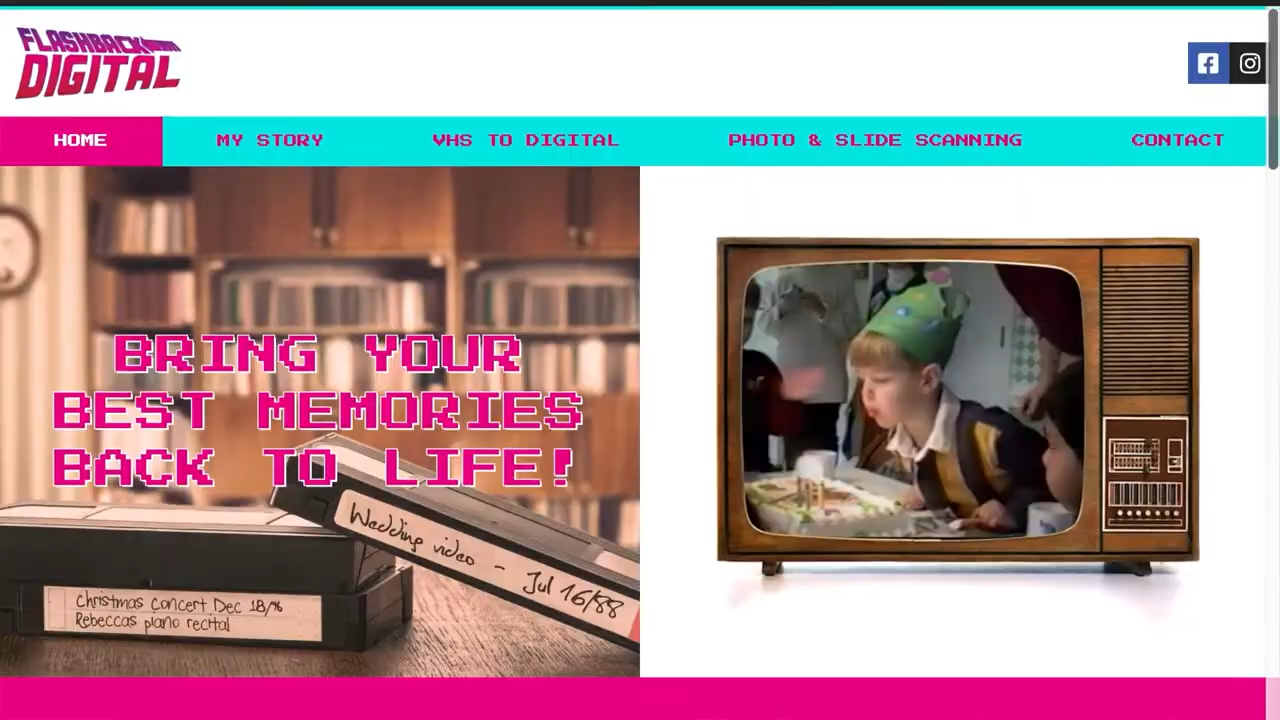 FLASHBACK
DIGITAL
HOME
MY STORY
VHS TO DIGITAL
PHOTO & SLIDE SCANNING
CONTACT
BRING YOUR
BEST MEMORIES
BACK TO LIFE!
Wedding video - Jul 16/88
Christmas Concert Dec 18/96
Rebeccas piano recital